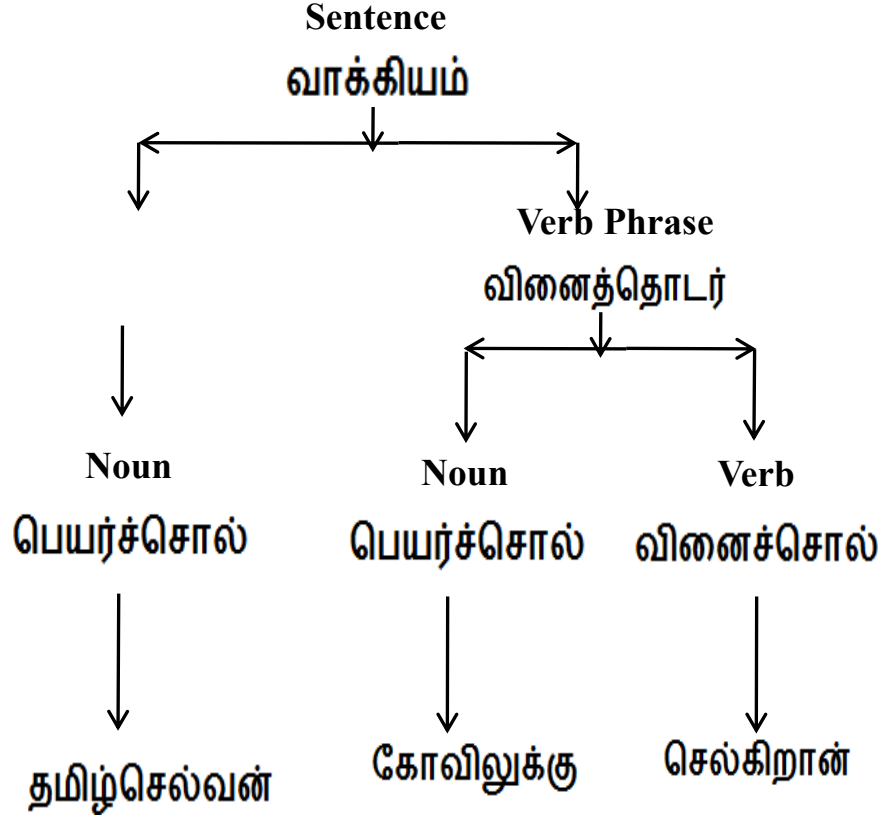 Sentence
வாக்கியம்
Verb Phrase
வினைத்தொடர்
Noun Noun Verb
பெயர்ச்சொல் பெயர்ச்சொல் வினைச்சொல்
தமிழ்செல்வன் கோவிலுக்கு செல்கிறான்